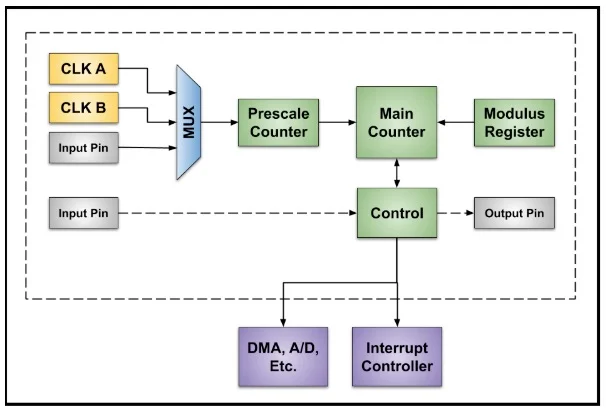 CLK A
CLK B
Input Pin
MUX
Prescale
Counter
Main
Counter
Modulus
Register
Input Pin
Control
Output Pin
DMA, A/D,
Etc.
Interrupt
Controller